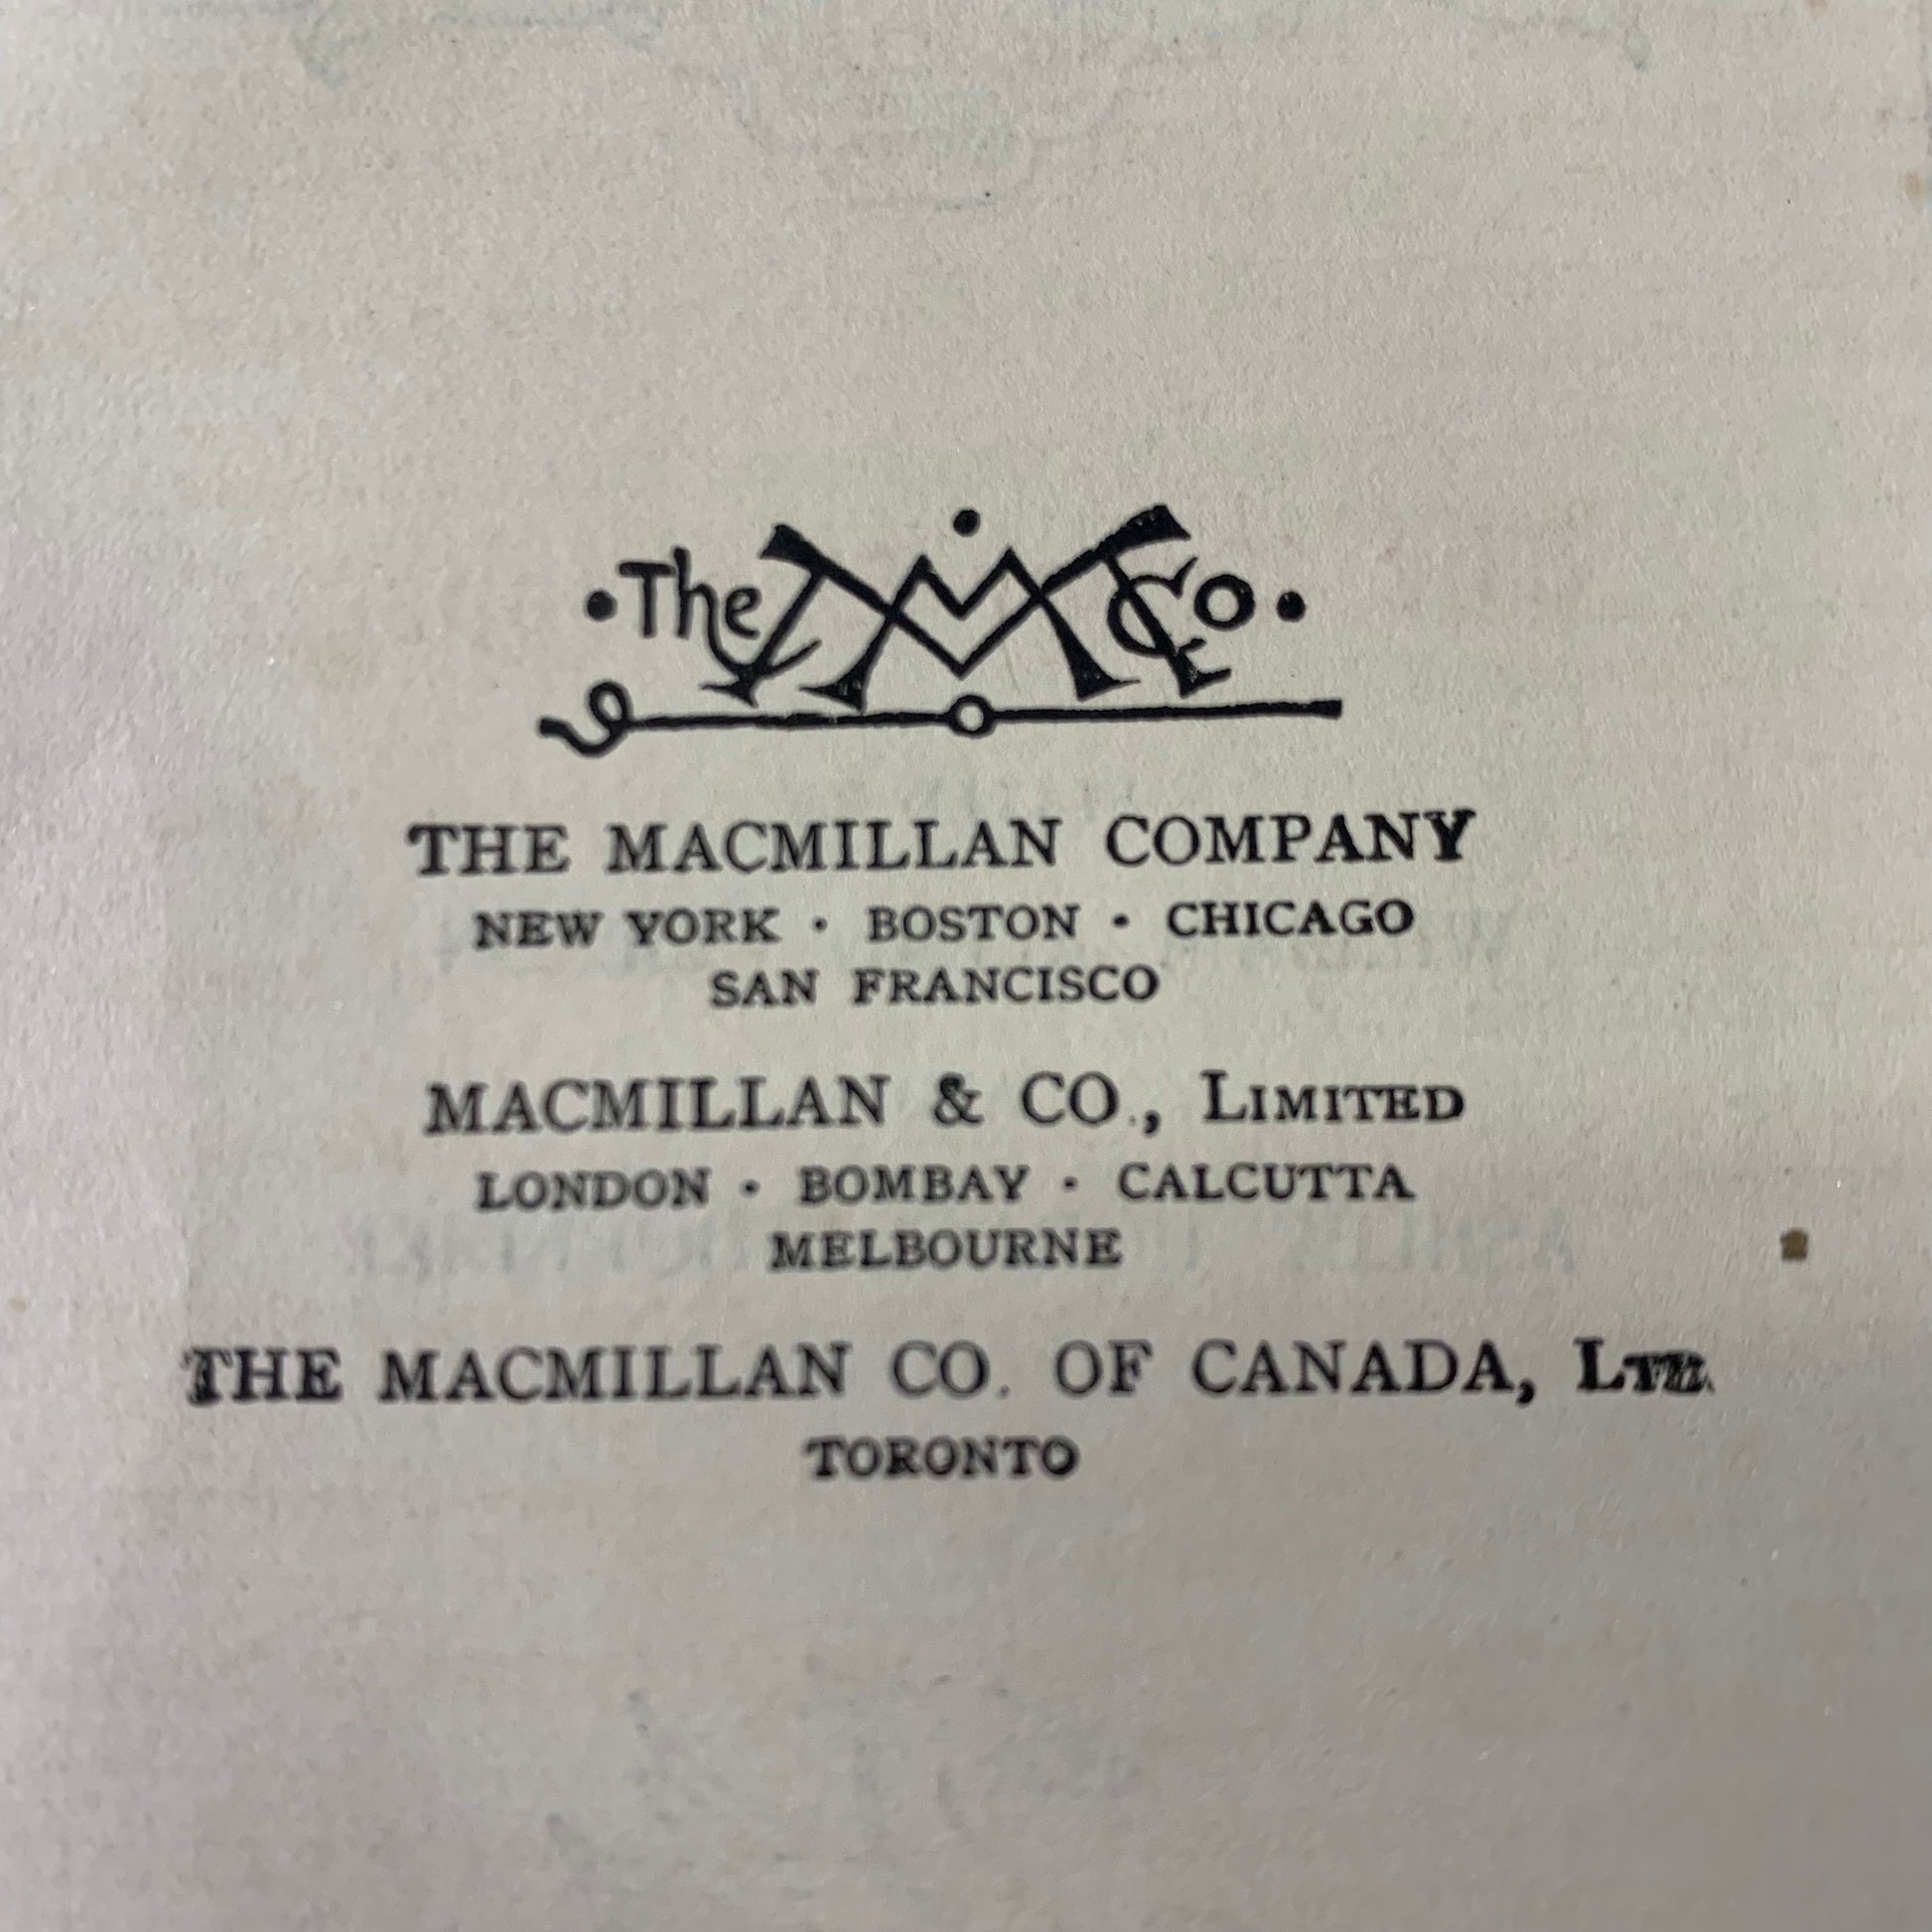 The M Co
THE MACMILLAN COMPANY
NEW YORK · BOSTON · CHICAGO
SAN FRANCISCO
MACMILLAN & CO., LIMITED
LONDON · BOMBAY · CALCUTTA
MELBOURNE
THE MACMILLAN CO. OF CANADA, LTD.
TORONTO